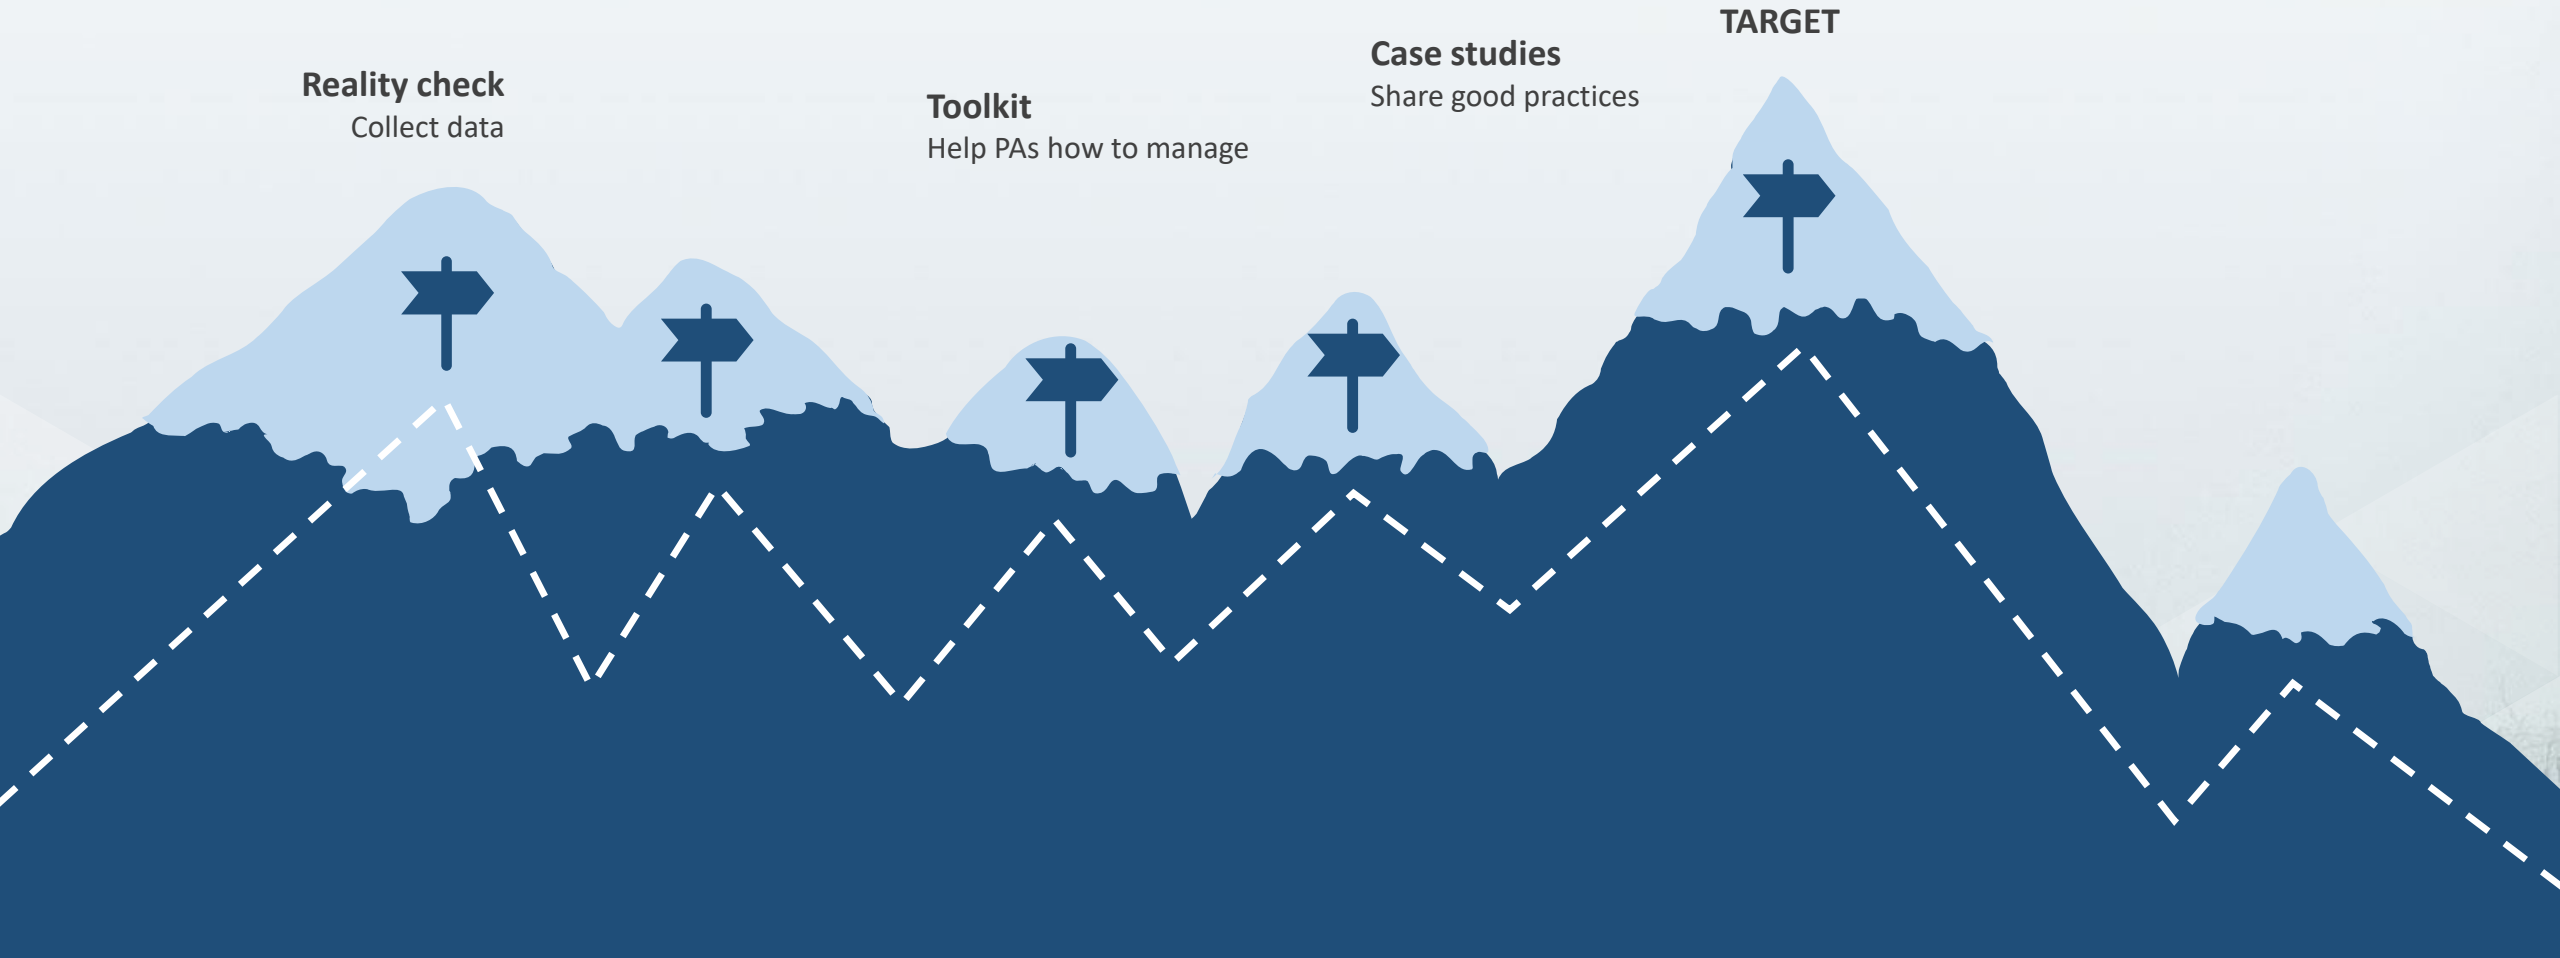 Reality check
Collect data
Toolkit
Help PAs how to manage
Case studies
Share good practices
TARGET